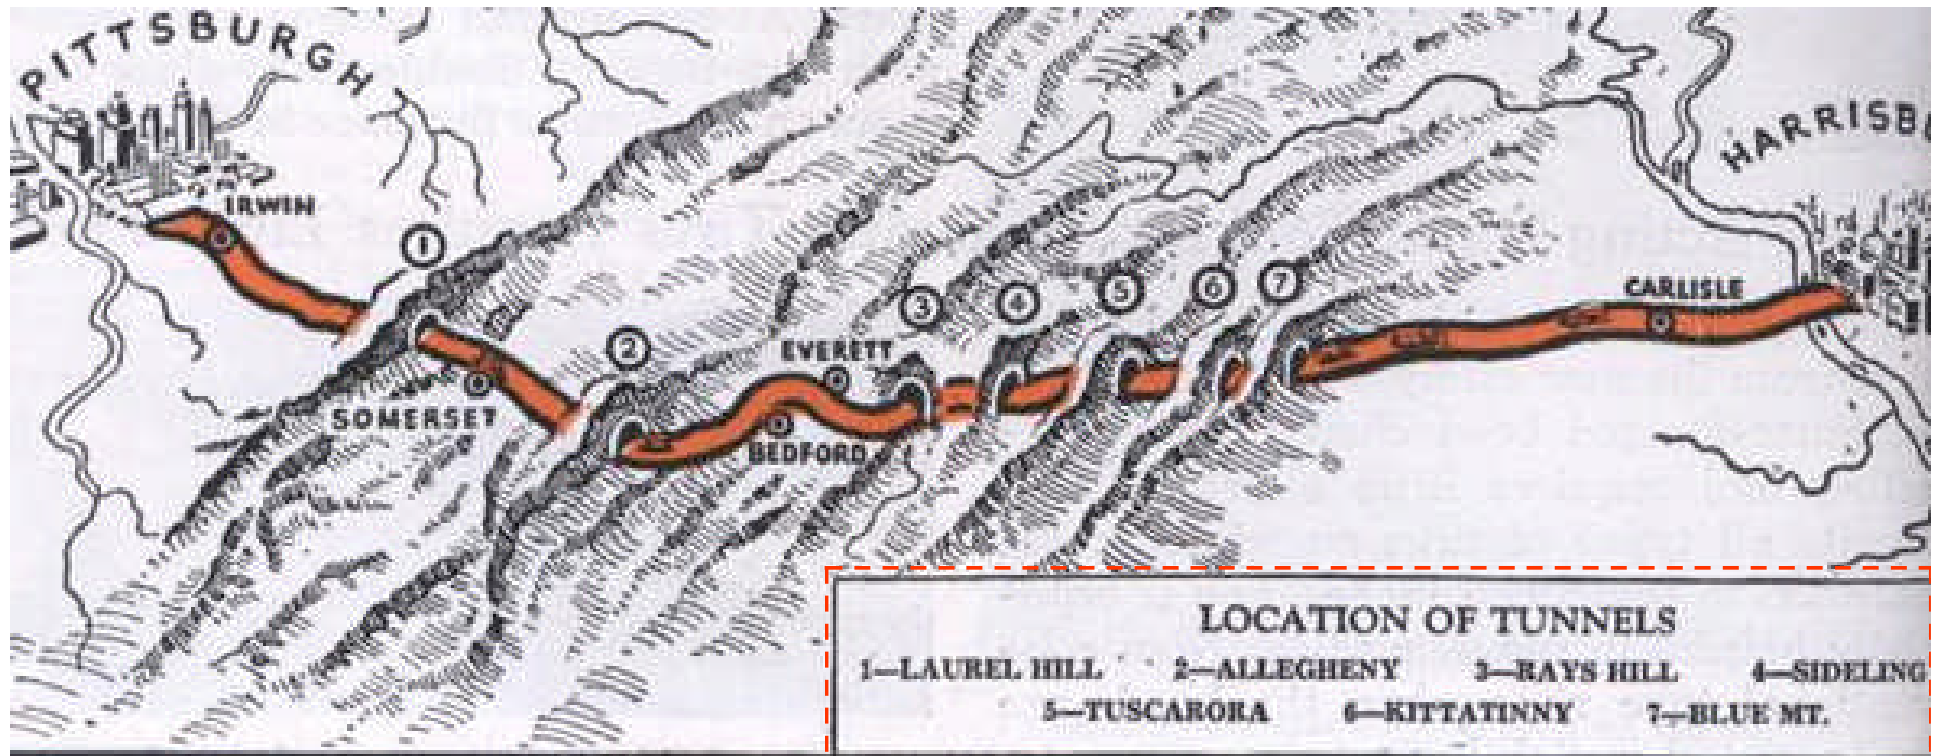 PITTSBURGH
HARRISBU
IRWIN
1
CARLISLE
3
4
5
6
7
2
EVERETT
SOMERSET
BEDFORD
LOCATION OF TUNNELS
1—LAUREL HILL 2—ALLEGHENY 3—RAYS HILL 4—SIDELING
5—TUSCARORA 6—KITTATINNY 7—BLUE MT.